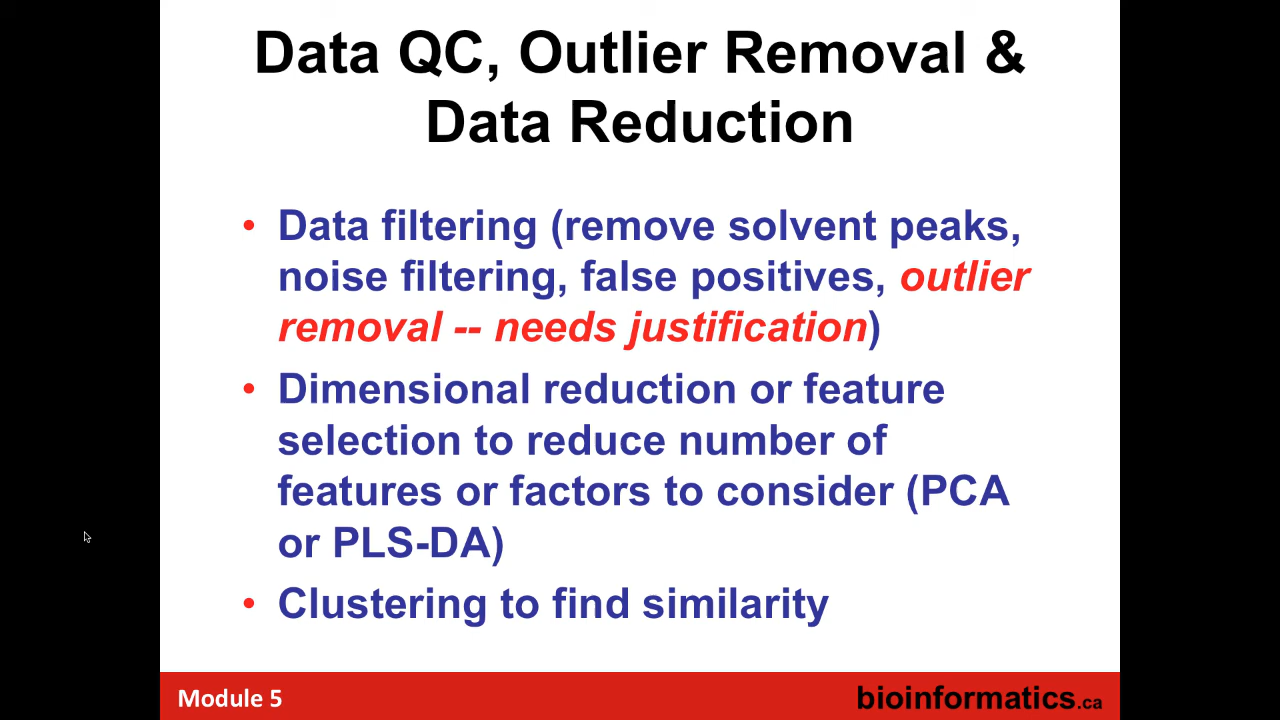 Data QC, Outlier Removal &
Data Reduction
• Data filtering (remove solvent peaks,
noise filtering, false positives, outlier
removal -- needs justification)
• Dimensional reduction or feature
selection to reduce number of
features or factors to consider (PCA
or PLS-DA)
• Clustering to find similarity
Module 5
bioinformatics.ca